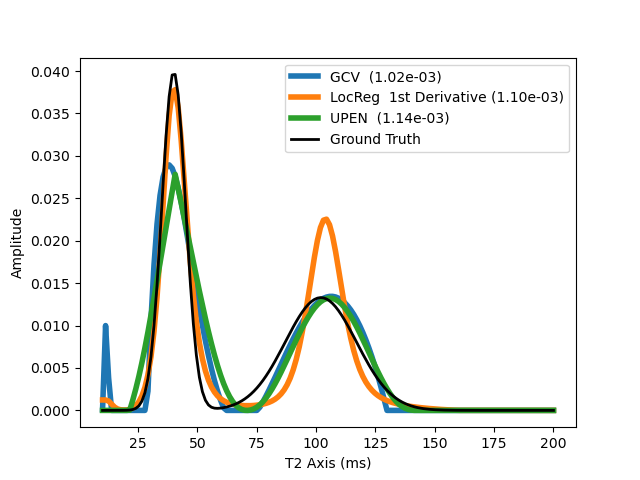 GCV  (1.02e-03)
LocReg  1st Derivative (1.10e-03)
UPEN  (1.14e-03)
Ground Truth
0.040
0.035
0.030
0.025
0.020
0.015
0.010
0.005
0.000
Amplitude
25 50 75 100 125 150 175 200
T2 Axis (ms)